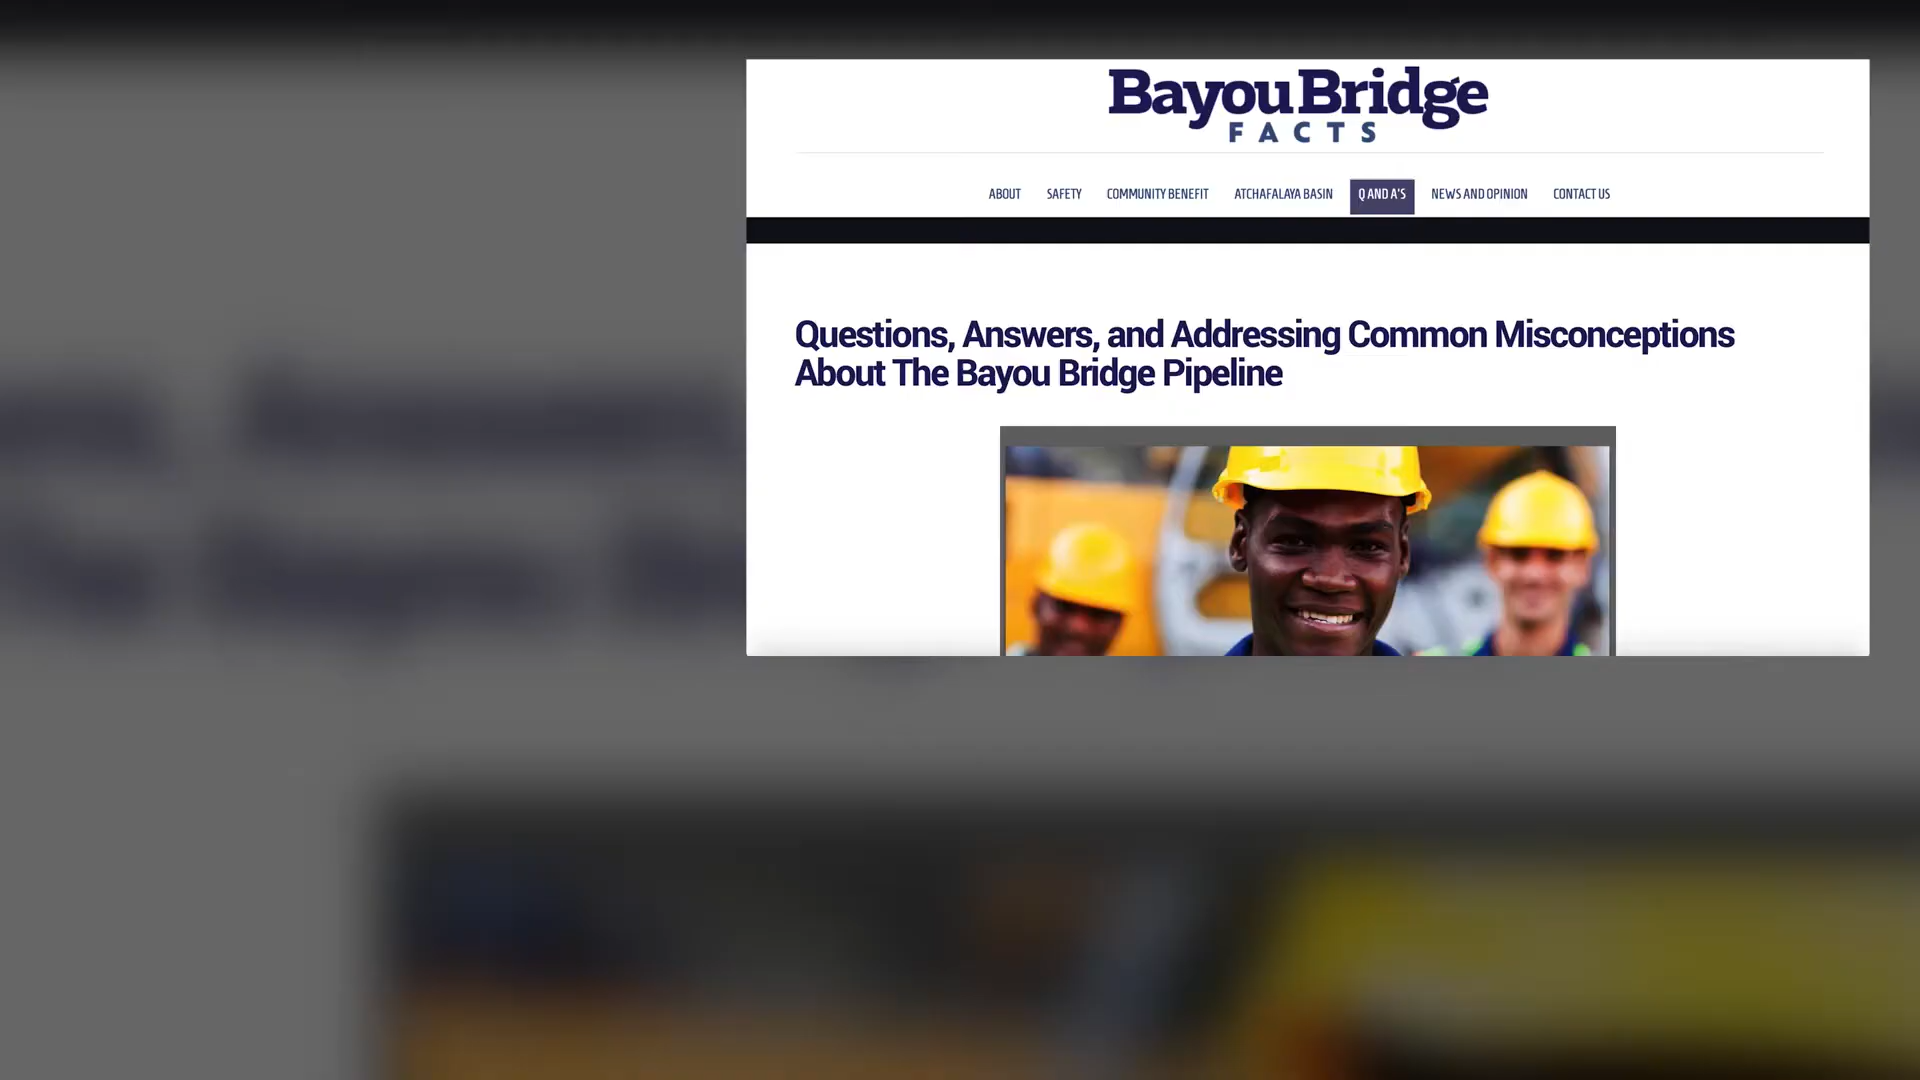 Bayou Bridge
FACTS
ABOUT SAFETY COMMUNITY BENEFIT ATCHAFALAYA BASIN Q AND A'S NEWS AND OPINION CONTACT US
Questions, Answers, and Addressing Common Misconceptions
About The Bayou Bridge Pipeline